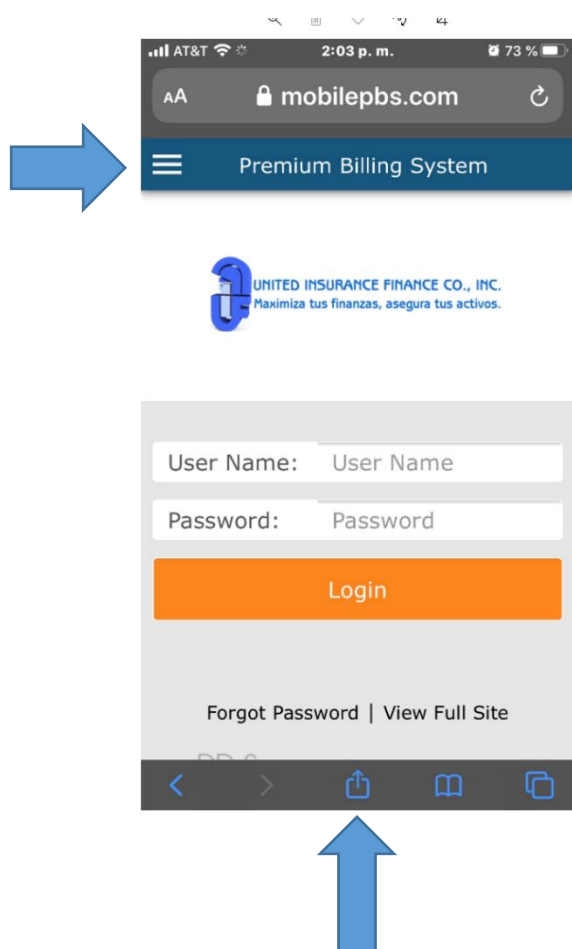 AT&T 2:03 p. m. 73 %
AA mobilepbs.com
Premium Billing System
UNITED INSURANCE FINANCE CO., INC.
Maximiza tus finanzas, asegura tus activos.
User Name: User Name
Password: Password
Login
Forgot Password | View Full Site